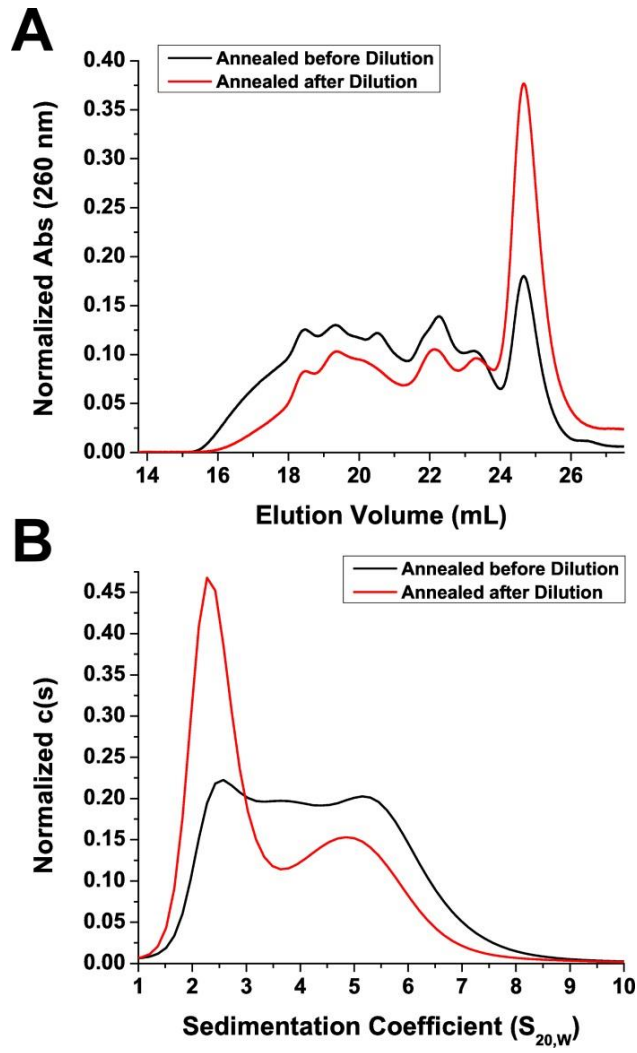 A
Annealed before Dilution
Annealed after Dilution
0.40
0.35
0.30
0.25
0.20
0.15
0.10
0.05
0.00
Normalized Abs (260 nm)
14 16 18 20 22 24 26
Elution Volume (mL)
B
Annealed before Dilution
Annealed after Dilution
0.45
0.40
0.35
0.30
0.25
0.20
0.15
0.10
0.05
0.00
Normalized c(s)
1 2 3 4 5 6 7 8 9 10
Sedimentation Coefficient (S20,W)